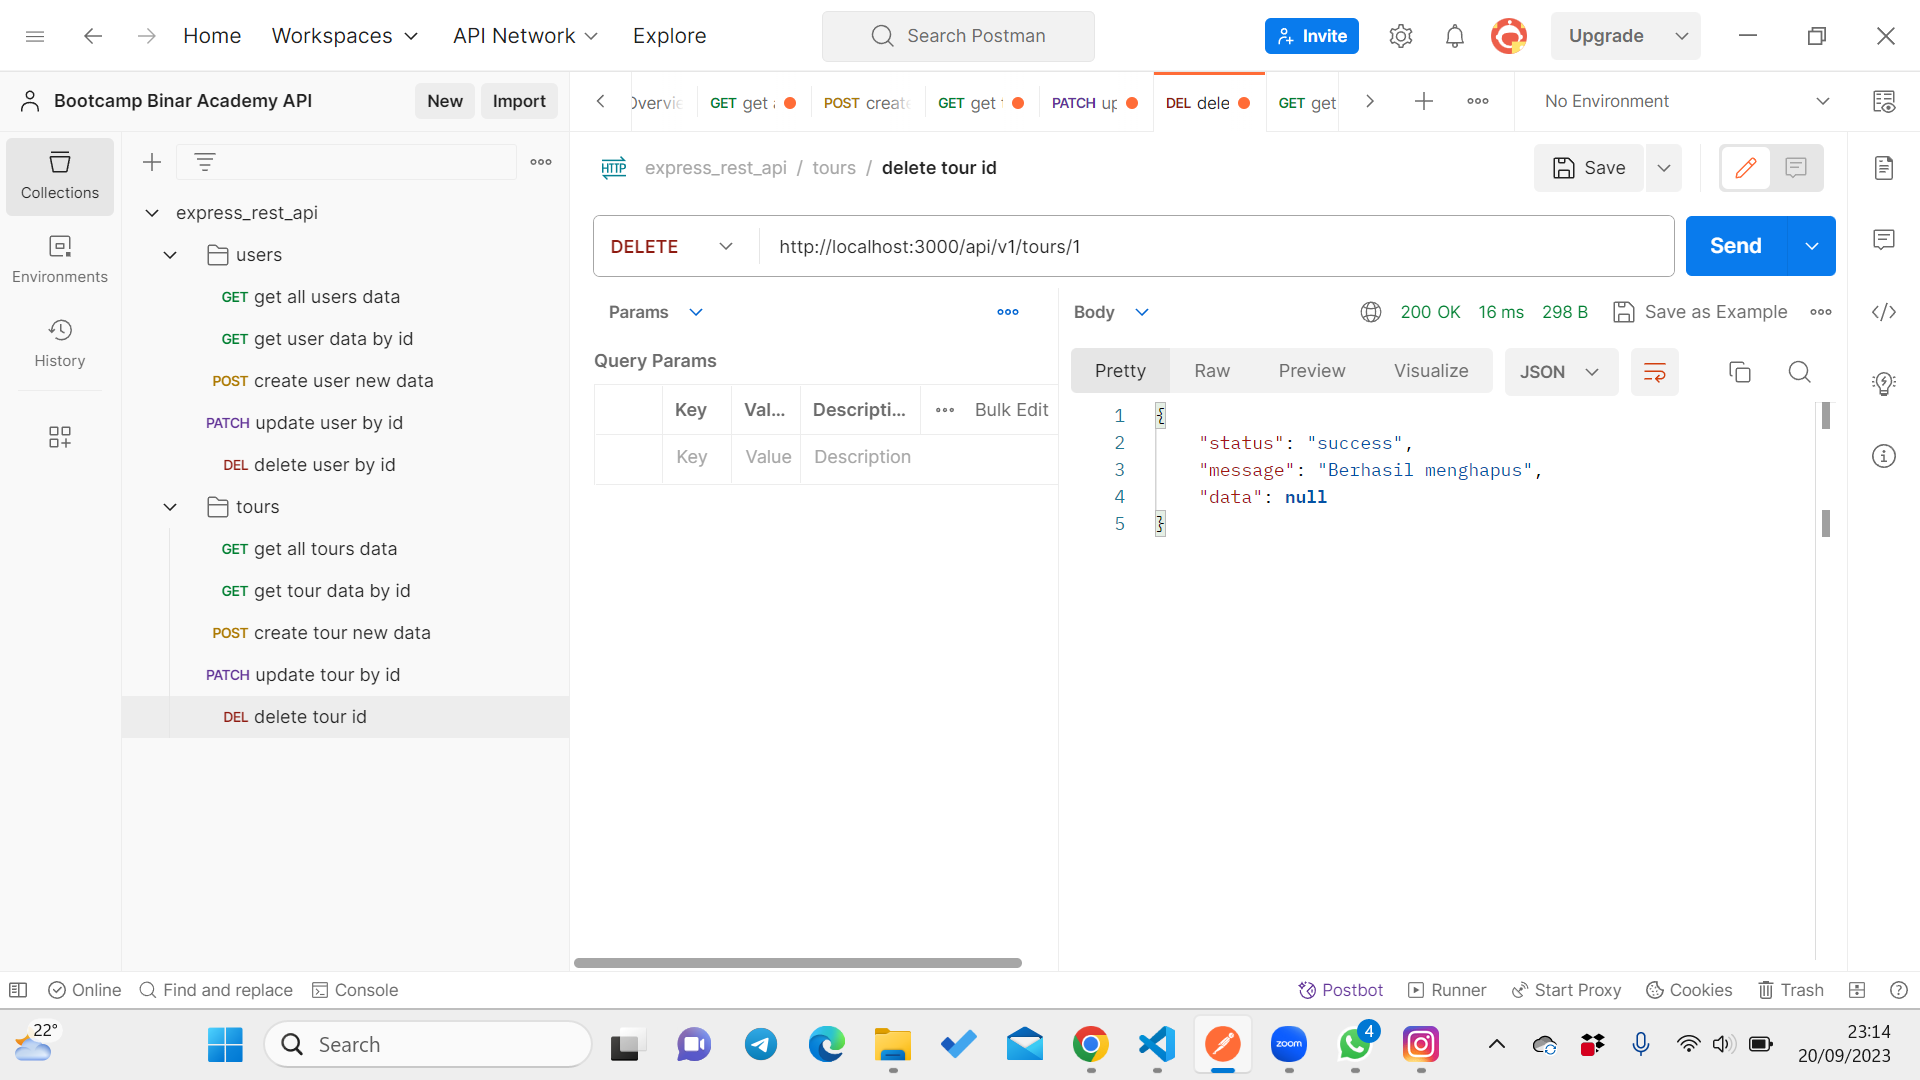 Home
Workspaces
API Network
Explore
Search Postman
Invite
Upgrade
Bootcamp Binar Academy API
New
Import
GET get
POST create
GET get
PATCH up
DEL dele
GET get
No Environment
Collections
Environments
History
express_rest_api
users
GET get all users data
GET get user data by id
POST create user new data
PATCH update user by id
DEL delete user by id
tours
GET get all tours data
GET get tour data by id
POST create tour new data
PATCH update tour by id
DEL delete tour id
HTTP express_rest_api / tours / delete tour id
Save
DELETE http://localhost:3000/api/v1/tours/1
Send
Params
Query Params
Key Val... Descripti... Bulk Edit
Key Value Description
Body
200 OK 16 ms 298 B Save as Example
Pretty Raw Preview Visualize JSON
1 {
2 "status": "success",
3 "message": "Berhasil menghapus",
4 "data": null
5 }
Online Find and replace Console
Postbot Runner Start Proxy Cookies Trash
22°
Search
zoom
4
23:14
20/09/2023